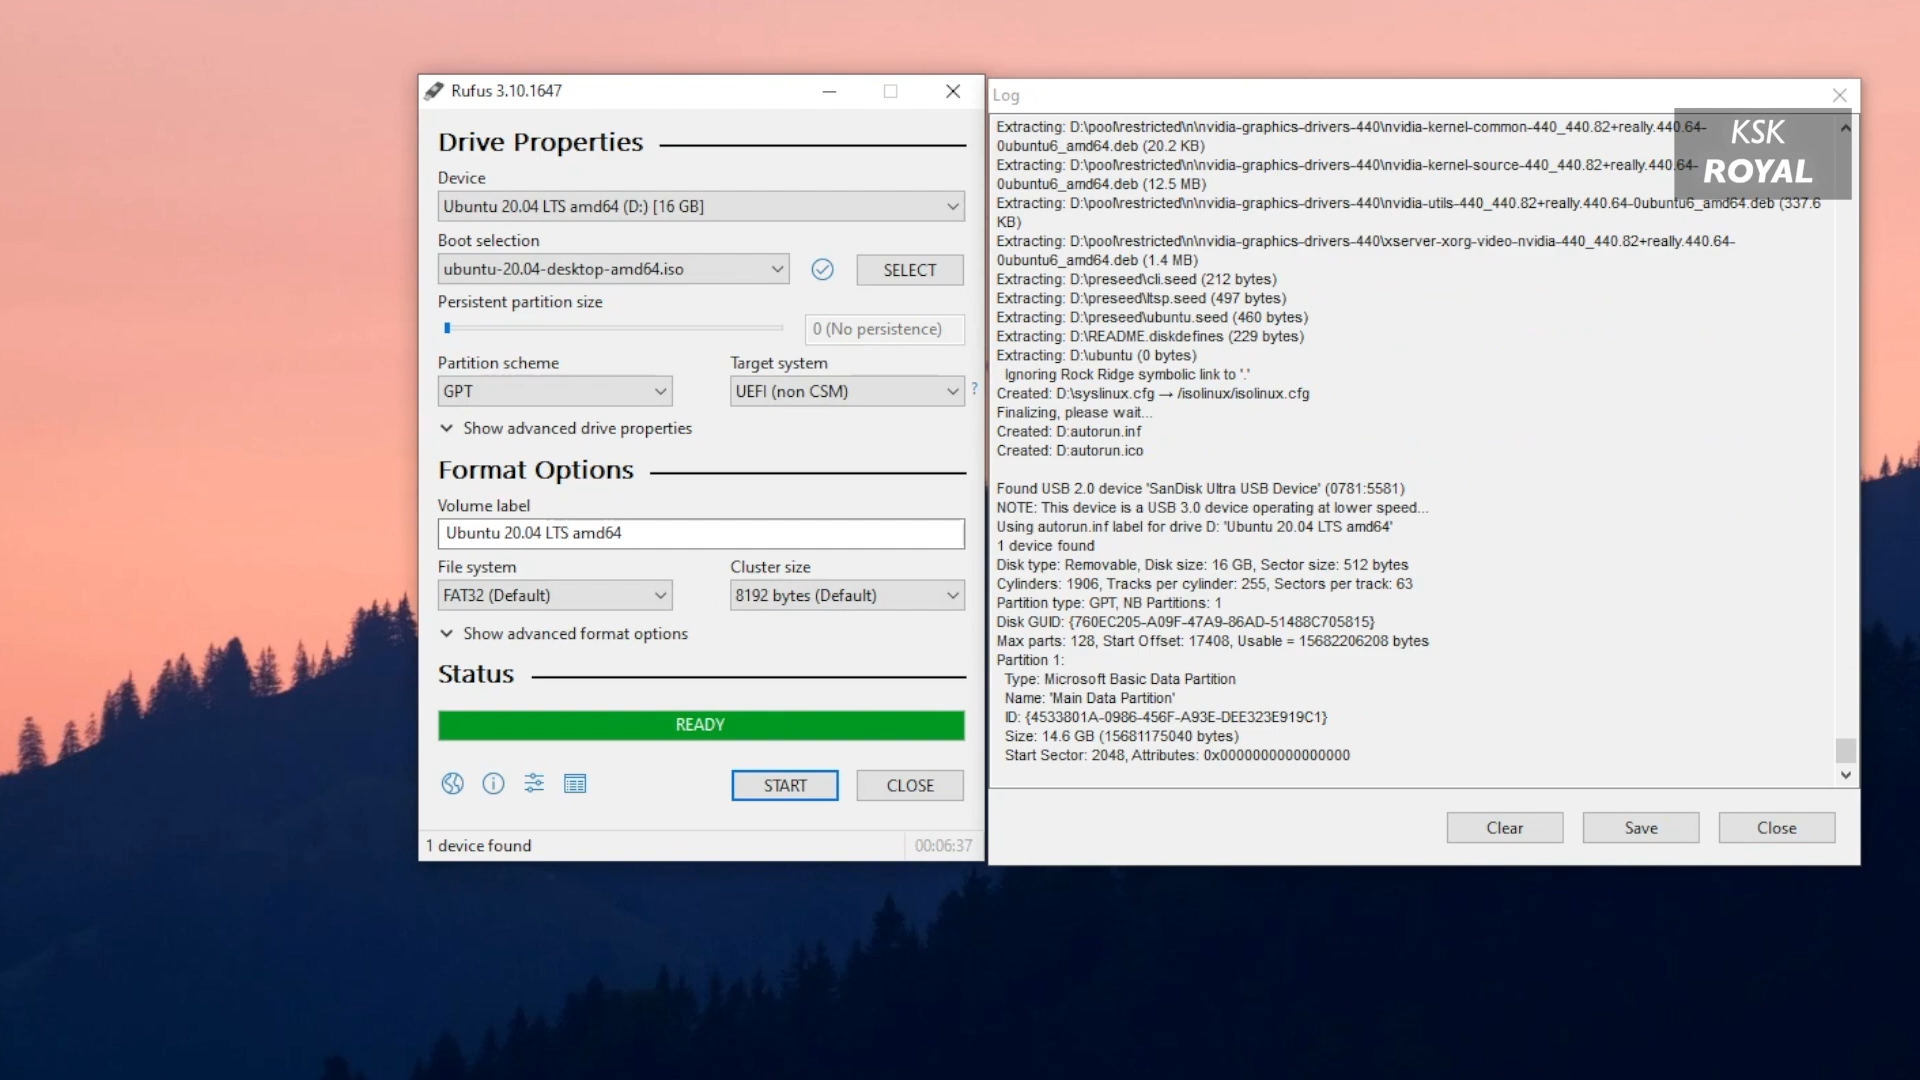 Rufus 3.10.1647
Drive Properties
Device
Ubuntu 20.04 LTS amd64 (D:) [16 GB]
Boot selection
ubuntu-20.04-desktop-amd64.iso
SELECT
Persistent partition size
0 (No persistence)
Partition scheme
Target system
GPT
UEFI (non CSM)
?
Show advanced drive properties
Format Options
Volume label
Ubuntu 20.04 LTS amd64
File system
Cluster size
FAT32 (Default)
8192 bytes (Default)
Show advanced format options
Status
READY
START
CLOSE
1 device found
00:06:37
Log
KSK
ROYAL
Extracting: D:\pool\restricted\n\nvidia-graphics-drivers-440\nvidia-kernel-common-440_440.82+really.440.64-
0ubuntu6_amd64.deb (20.2 KB)
Extracting: D:\pool\restricted\n\nvidia-graphics-drivers-440\nvidia-kernel-source-440_440.82+really.440.64-
0ubuntu6_amd64.deb (12.5 MB)
Extracting: D:\pool\restricted\n\nvidia-graphics-drivers-440\nvidia-utils-440_440.82+really.440.64-0ubuntu6_amd64.deb (337.6
KB)
Extracting: D:\pool\restricted\n\nvidia-graphics-drivers-440\xserver-xorg-video-nvidia-440_440.82+really.440.64-
0ubuntu6_amd64.deb (1.4 MB)
Extracting: D:\preseed\cli.seed (212 bytes)
Extracting: D:\preseed\ltsp.seed (497 bytes)
Extracting: D:\preseed\ubuntu.seed (460 bytes)
Extracting: D:\README.diskdefines (229 bytes)
Extracting: D:\ubuntu (0 bytes)
Ignoring Rock Ridge symbolic link to '.'
Created: D:\syslinux.cfg → /isolinux/isolinux.cfg
Finalizing, please wait...
Created: D:autorun.inf
Created: D:autorun.ico
Found USB 2.0 device 'SanDisk Ultra USB Device' (0781:5581)
NOTE: This device is a USB 3.0 device operating at lower speed...
Using autorun.inf label for drive D: 'Ubuntu 20.04 LTS amd64'
1 device found
Disk type: Removable, Disk size: 16 GB, Sector size: 512 bytes
Cylinders: 1906, Tracks per cylinder: 255, Sectors per track: 63
Partition type: GPT, NB Partitions: 1
Disk GUID: {760EC205-A09F-47A9-86AD-51488C705815}
Max parts: 128, Start Offset: 17408, Usable = 15682206208 bytes
Partition 1:
Type: Microsoft Basic Data Partition
Name: 'Main Data Partition'
ID: {4533801A-0986-456F-A93E-DEE323E919C1}
Size: 14.6 GB (15681175040 bytes)
Start Sector: 2048, Attributes: 0x0000000000000000
Clear
Save
Close